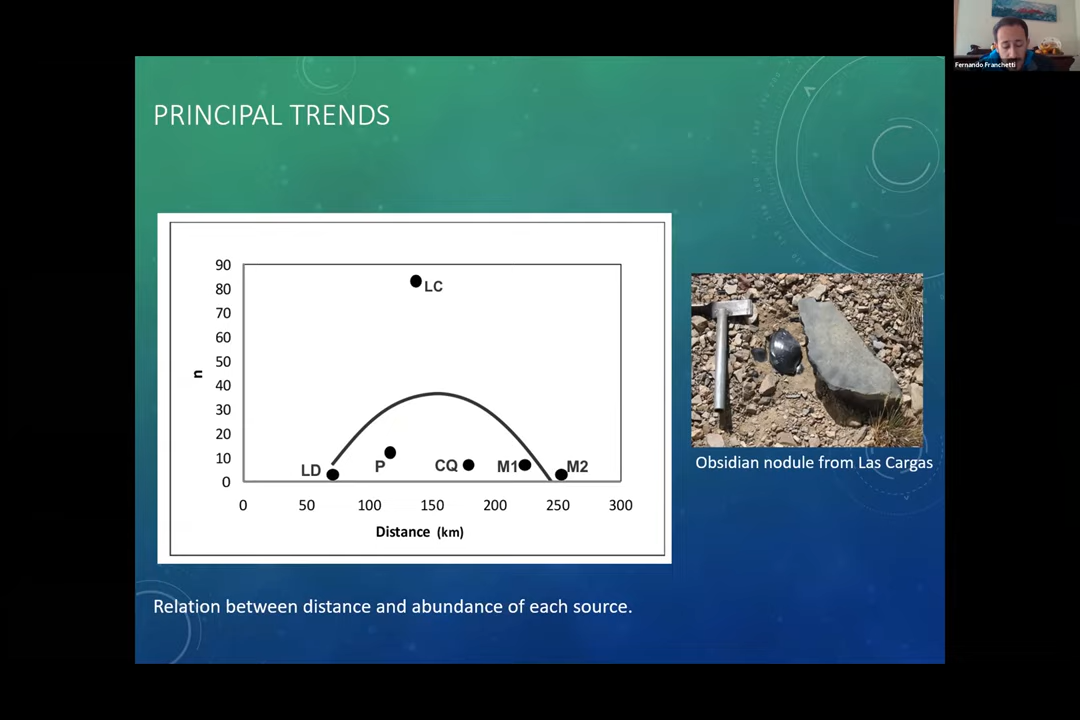 Fernando Franchetti
PRINCIPAL TRENDS
90
80
70
60
50
40
30
20
10
0
n
LC
LD
P
CQ
M1
M2
0 50 100 150 200 250 300
Distance (km)
Obsidian nodule from Las Cargas
Relation between distance and abundance of each source.